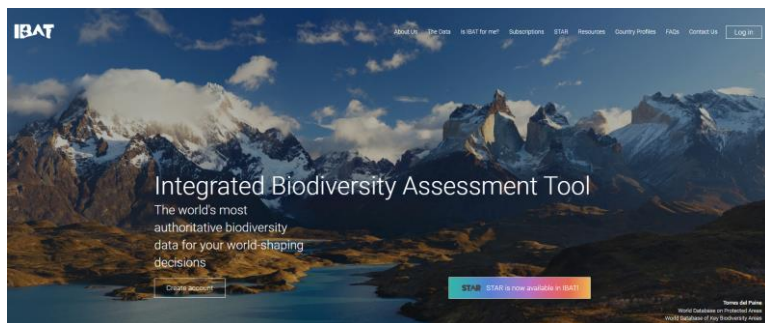 IBAT
About Us The Data Is IBAT for me? Subscriptions STAR Resources Country Profiles FAQs Contact Us Log in
Integrated Biodiversity Assessment Tool
The world's most
authoritative biodiversity
data for your world-shaping
decisions
Create account
STAR STAR is now available in IBAT!
Torres del Paine
World Database on Protected Areas
World Database of Key Biodiversity Areas